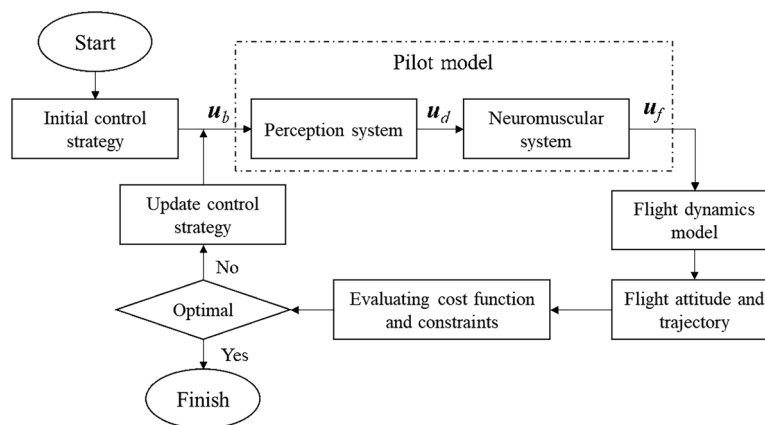 Start
Pilot model
Initial control
strategy
u_b
Perception system
u_d
Neuromuscular
system
u_f
Update control
strategy
Flight dynamics
model
No
Optimal
Evaluating cost function
and constraints
Flight attitude and
trajectory
Yes
Finish